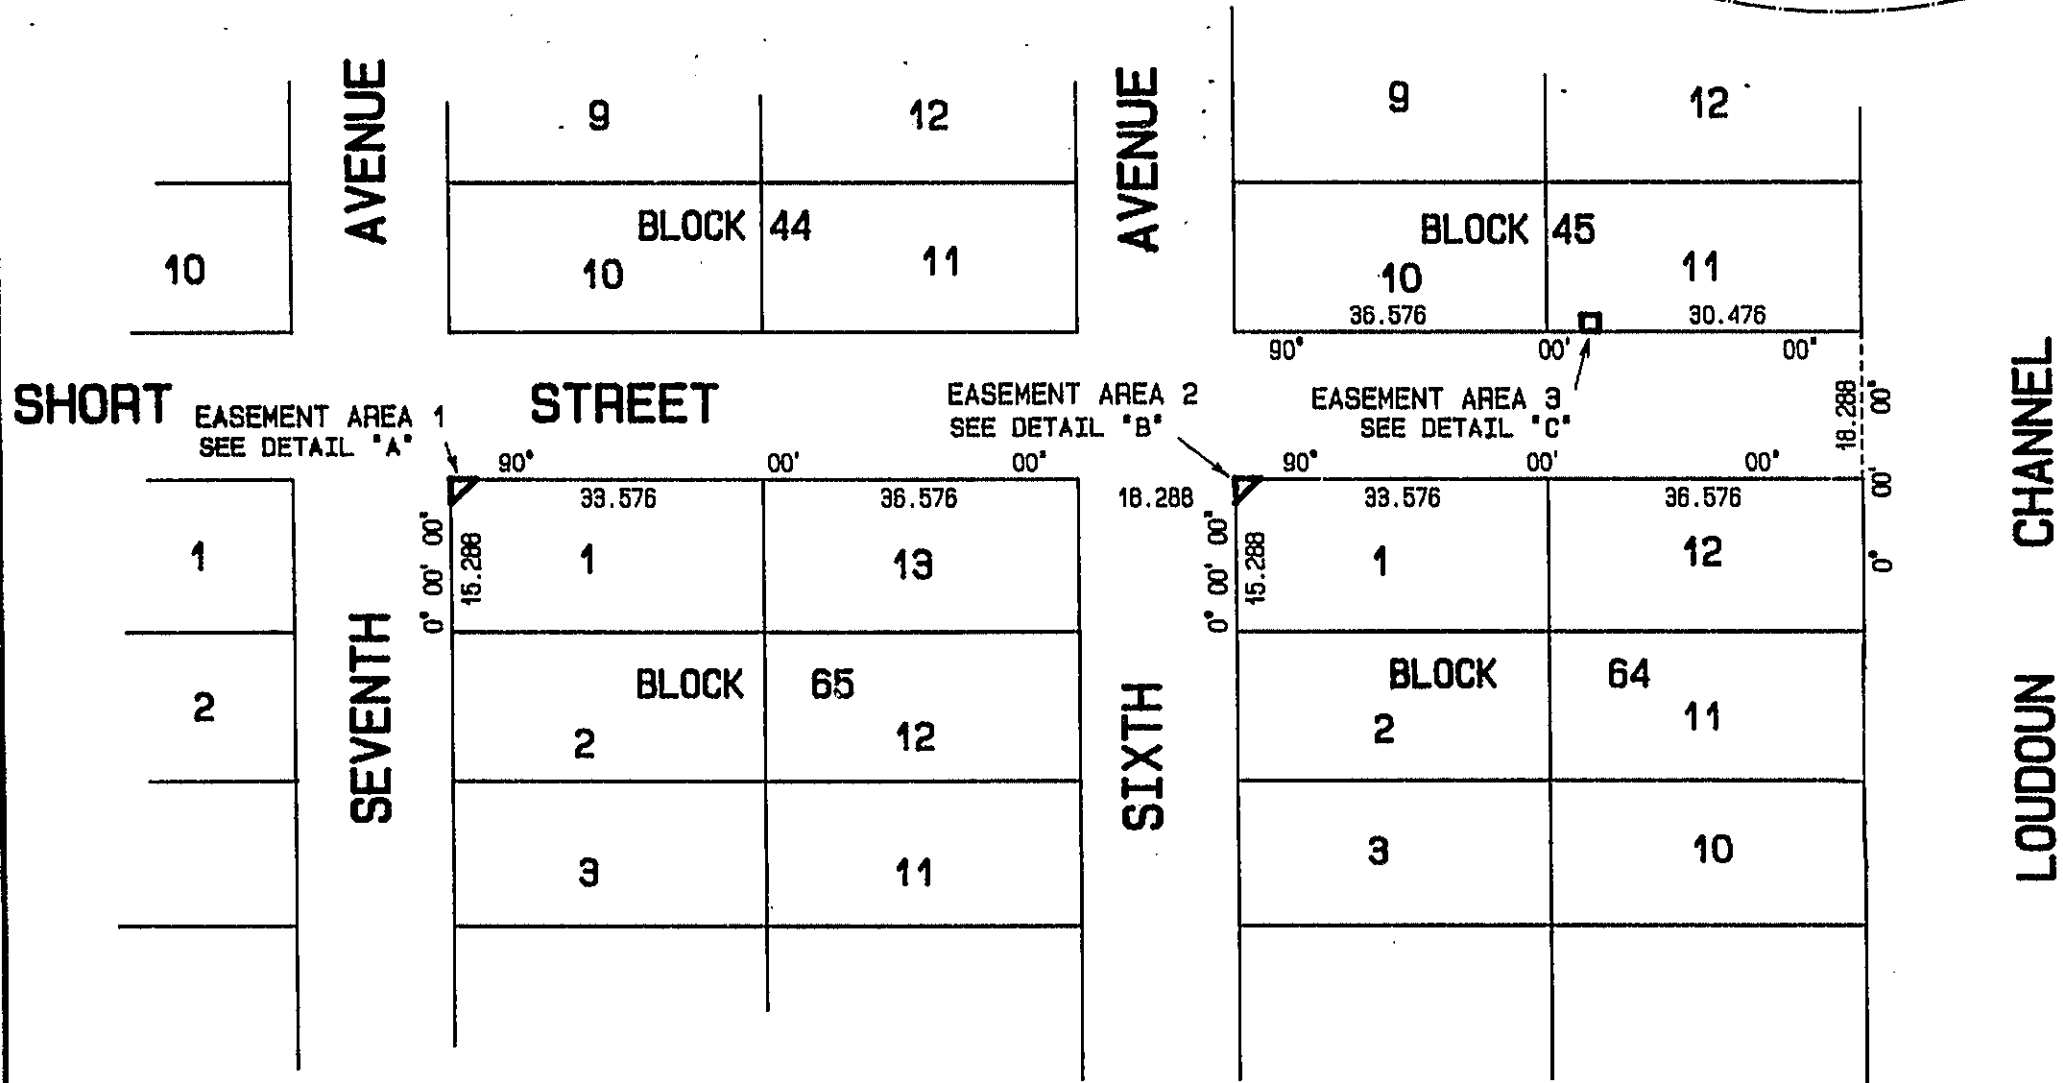 AVENUE
AVENUE
9
12
9
12
BLOCK 44
BLOCK 45
10
10
11
10
11
36.576
30.476
90°
00'
00"
SHORT
STREET
EASEMENT AREA 1
SEE DETAIL "A"
EASEMENT AREA 2
SEE DETAIL "B"
EASEMENT AREA 3
SEE DETAIL "C"
18.288
0° 00' 00"
CHANNEL
90°
00'
00"
90°
00'
00"
33.576
36.576
18.288
33.576
36.576
0° 00' 00"
15.288
0° 00' 00"
15.288
1
1
13
1
12
SEVENTH
SIXTH
LOUDOUN
BLOCK 65
BLOCK 64
2
2
12
2
11
3
11
3
10